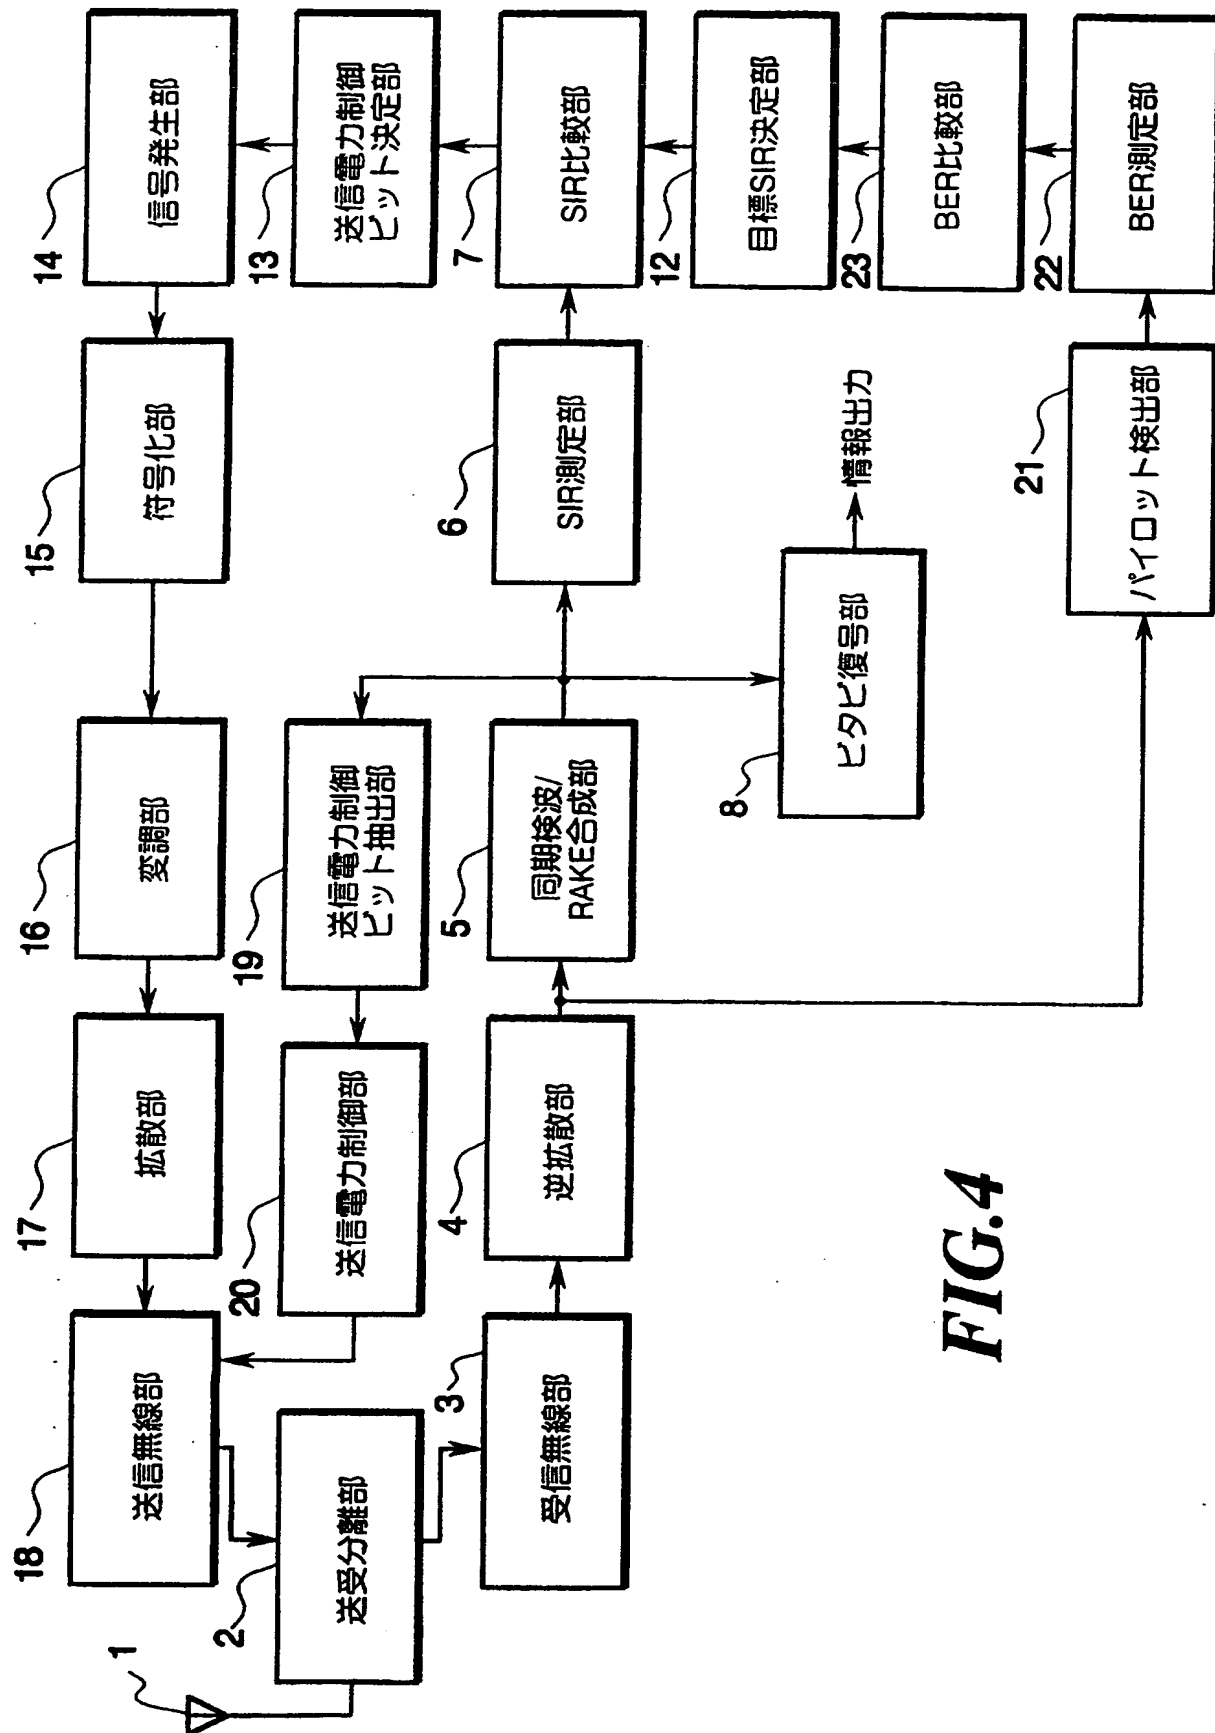 1
2
送受分離部
18
送信無線部
17
拡散部
16
変調部
15
符号化部
14
信号発生部
20
送信電力制御部
19
送信電力制御
ビット抽出部
13
送信電力制御
ビット決定部
3
受信無線部
4
逆拡散部
5
同期検波/
RAKE合成部
6
SIR測定部
7
SIR比較部
12
目標SIR決定部
8
ビタビ復号部
情報出力
23
BER比較部
21
パイロット検出部
22
BER測定部
FIG.4